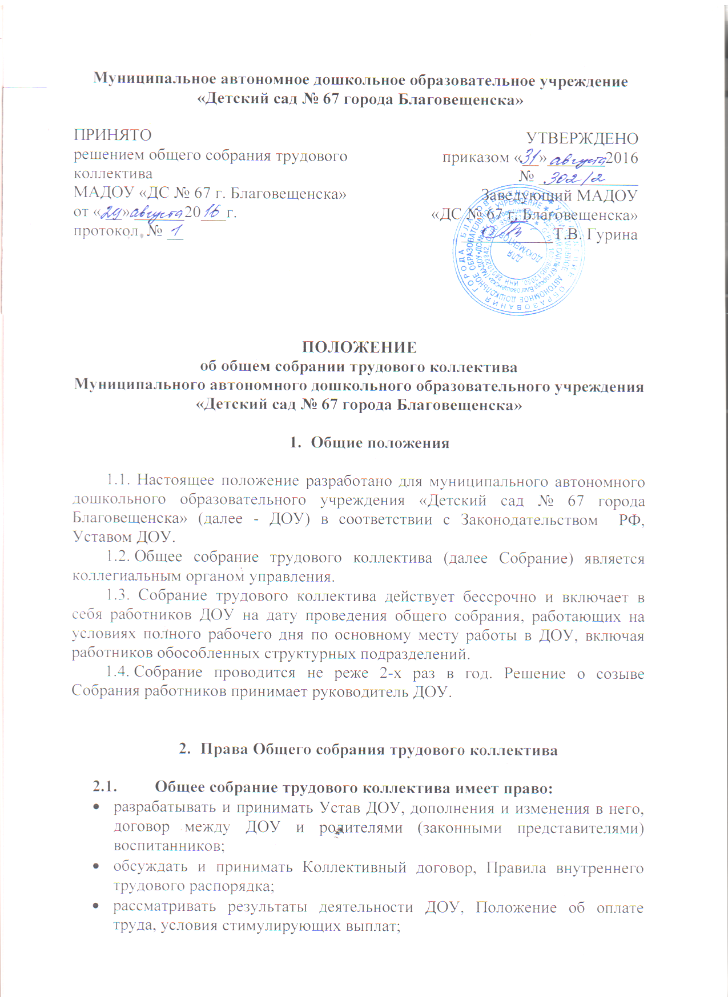 Муниципальное автономное дошкольное образовательное учреждение
«Детский сад № 67 города Благовещенска»
ПРИНЯТО
решением общего собрания трудового
коллектива
МАДОУ «ДС № 67 г. Благовещенска»
от «29» августа 2016 г.
протокол № 1
УТВЕРЖДЕНО
приказом «31» августа 2016
№ 302/2
Заведующий МАДОУ
«ДС № 67 г. Благовещенска»
Т.В. Гурина
ДЛЯ
ДОКУМЕНТОВ
ПОЛОЖЕНИЕ
об общем собрании трудового коллектива
Муниципального автономного дошкольного образовательного учреждения
«Детский сад № 67 города Благовещенска»
1. Общие положения
1.1. Настоящее положение разработано для муниципального автономного
дошкольного образовательного учреждения «Детский сад № 67 города
Благовещенска» (далее - ДОУ) в соответствии с Законодательством РФ,
Уставом ДОУ.
1.2. Общее собрание трудового коллектива (далее Собрание) является
коллегиальным органом управления.
1.3. Собрание трудового коллектива действует бессрочно и включает в
себя работников ДОУ на дату проведения общего собрания, работающих на
условиях полного рабочего дня по основному месту работы в ДОУ, включая
работников обособленных структурных подразделений.
1.4. Собрание проводится не реже 2-х раз в год. Решение о созыве
Собрания работников принимает руководитель ДОУ.
2. Права Общего собрания трудового коллектива
2.1. Общее собрание трудового коллектива имеет право:
• разрабатывать и принимать Устав ДОУ, дополнения и изменения в него,
договор между ДОУ и родителями (законными представителями)
воспитанников;
• обсуждать и принимать Коллективный договор, Правила внутреннего
трудового распорядка;
• рассматривать результаты деятельности ДОУ, Положение об оплате
труда, условия стимулирующих выплат;